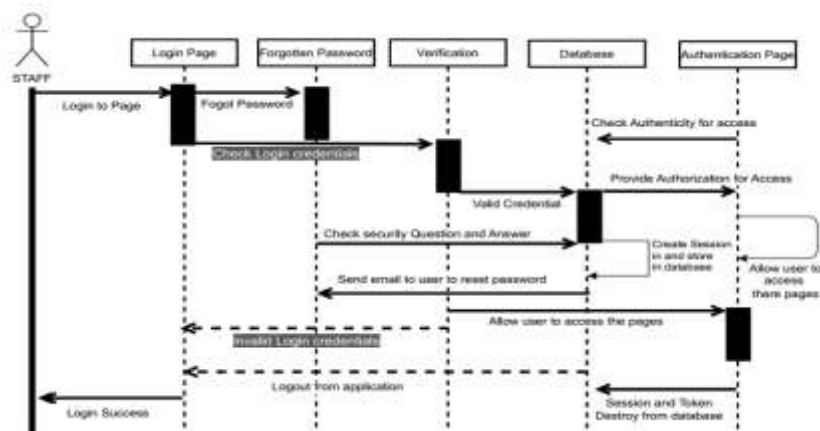 Login Page
Forgotten Password
Verification
Database
Authentication Page
STAFF
Login to Page
Fogot Password
Check Authenticity for access
Check Login credentials
Valid Credential
Provide Authorization for Access
Check security Question and Answer
Create Session
in and store
in database
Allow user to
access
there pages
Send email to user to reset password
Allow user to access the pages
Invalid Login credentials
Logout from application
Login Success
Session and Token
Destroy from database